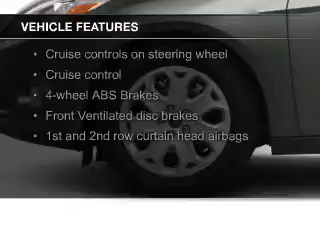 VEHICLE FEATURES
• Cruise controls on steering wheel
• Cruise control
• 4-wheel ABS Brakes
• Front Ventilated disc brakes
• 1st and 2nd row curtain head airbags